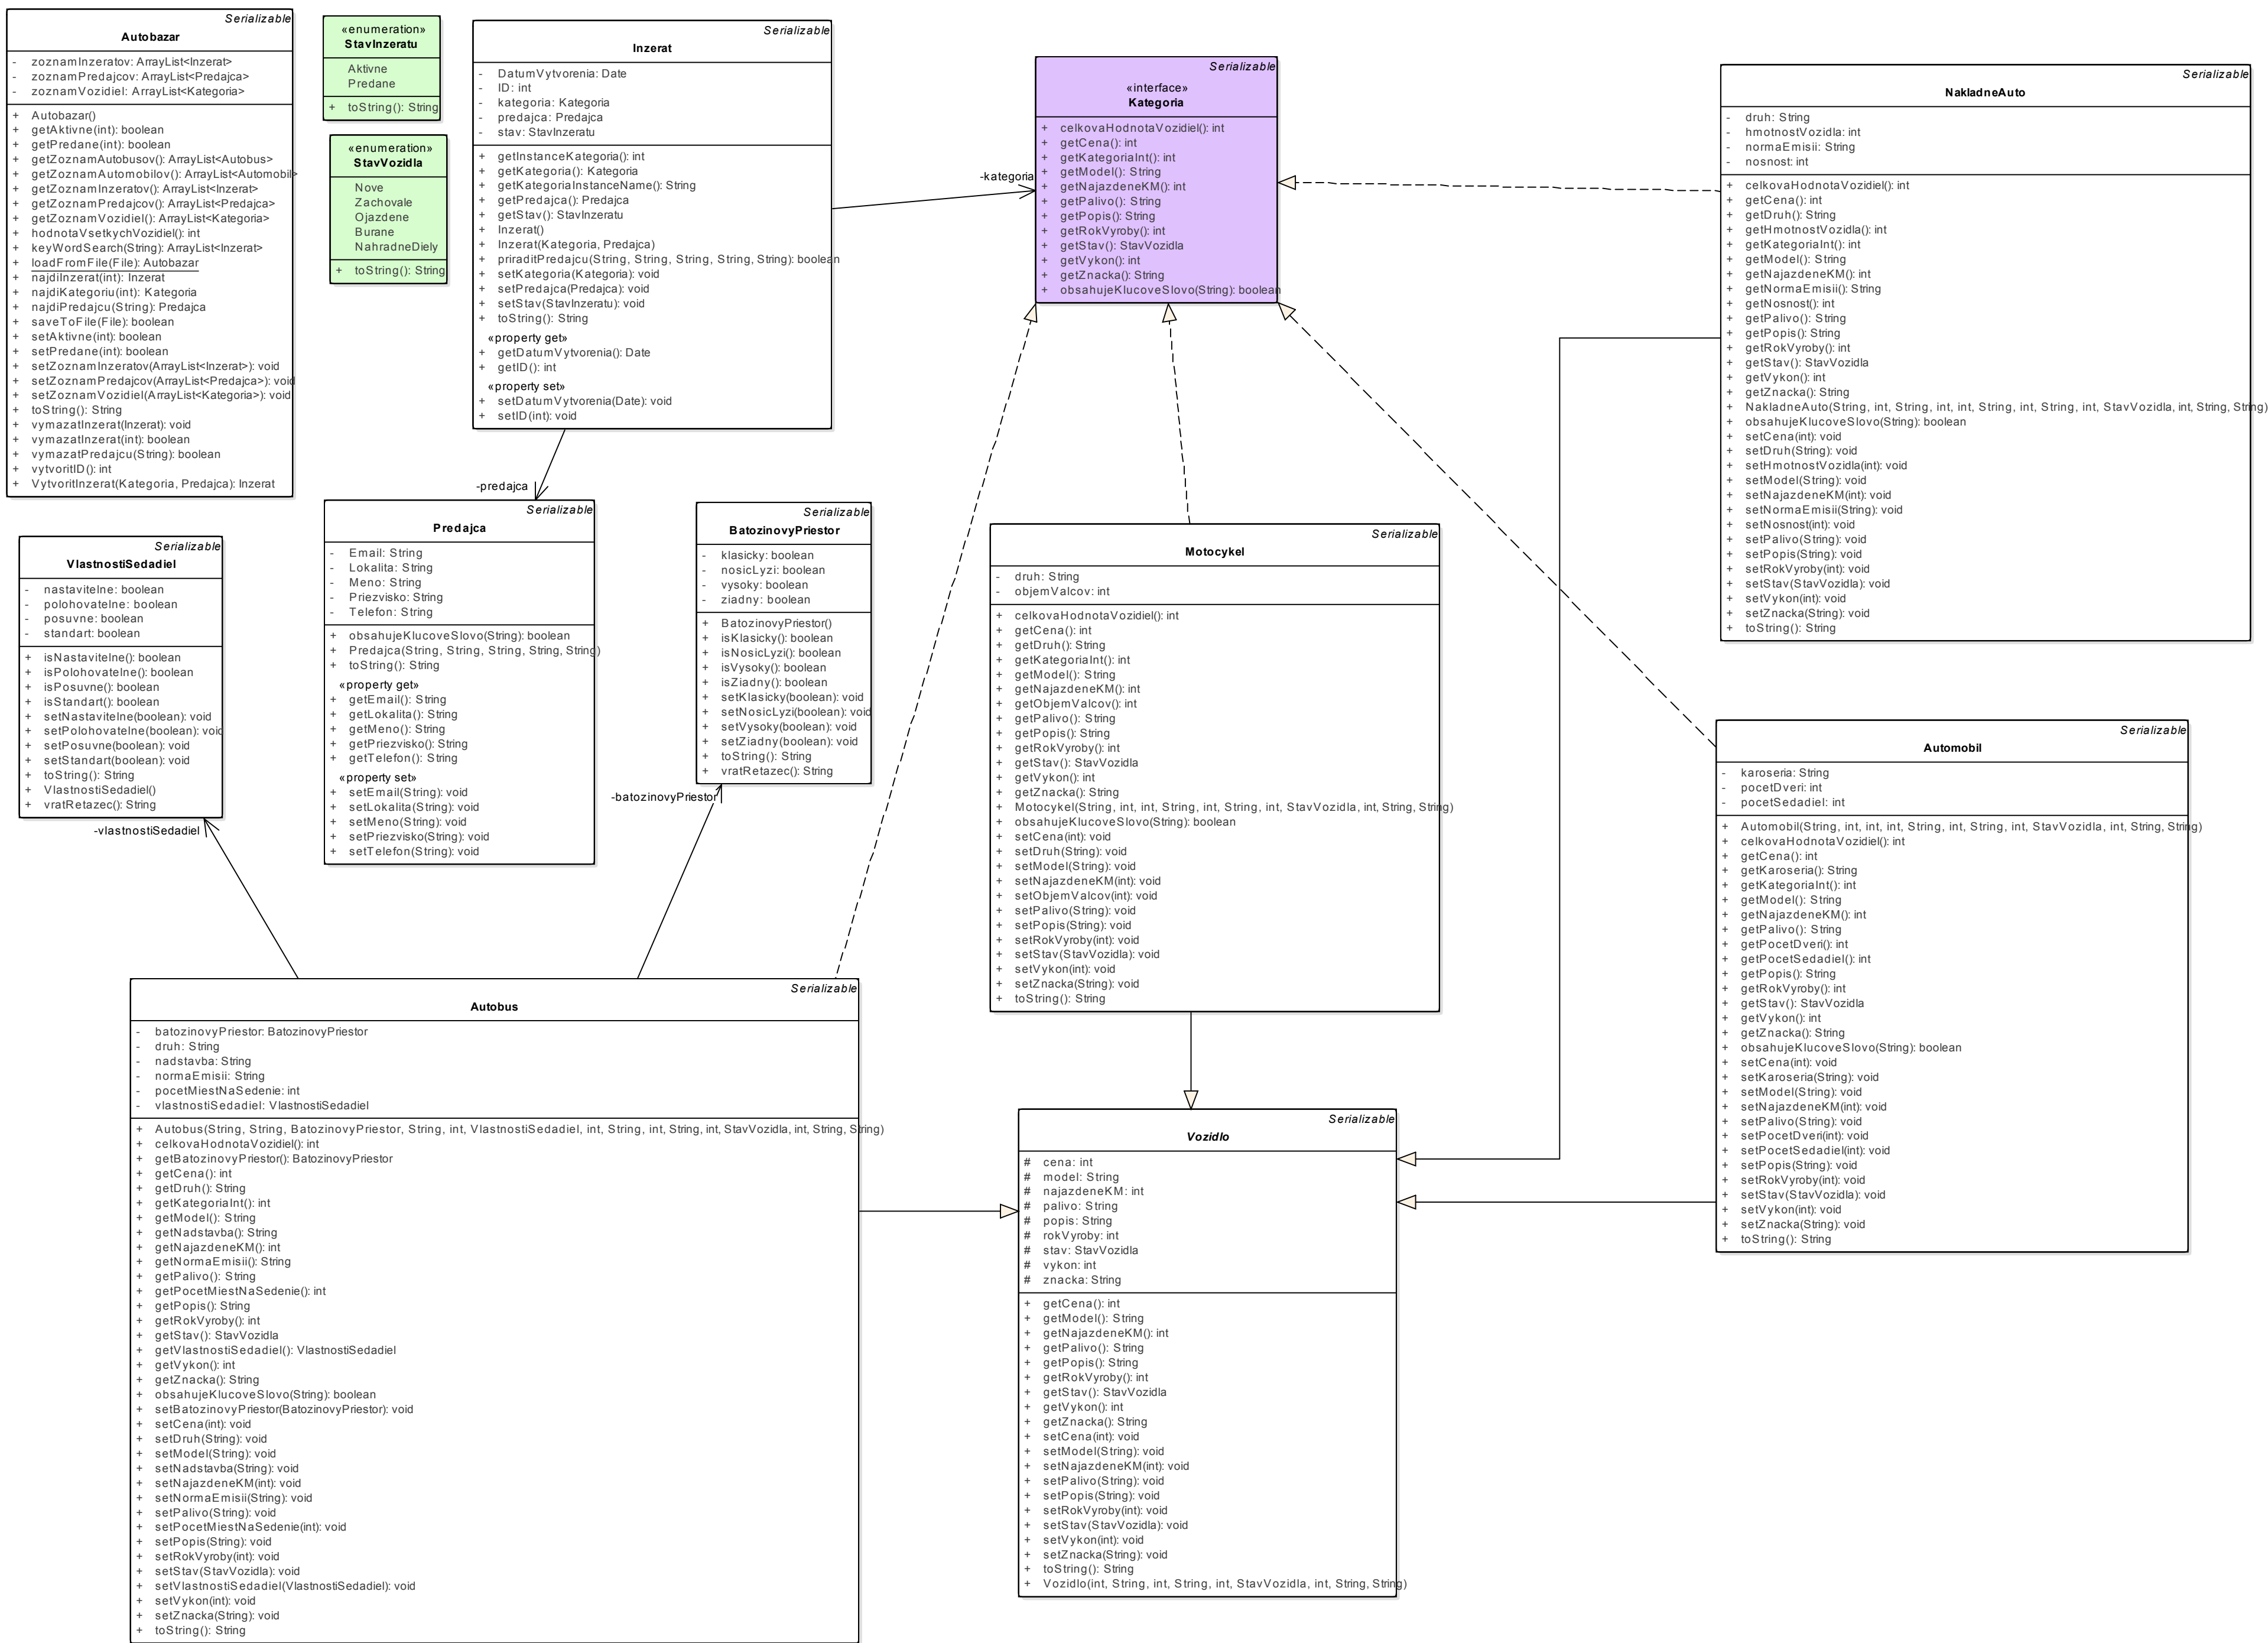 Serializable
Autobazar
- zoznamInzeratov: ArrayList<Inzerat>
- zoznamPredajcov: ArrayList<Predajca>
- zoznamVozidiel: ArrayList<Kategoria>
+ Autobazar()
+ getAktivne(int): boolean
+ getPredane(int): boolean
+ getZoznamAutobusov(): ArrayList<Autobus>
+ getZoznamAutomobilov(): ArrayList<Automobil>
+ getZoznamInzeratov(): ArrayList<Inzerat>
+ getZoznamPredajcov(): ArrayList<Predajca>
+ getZoznamVozidiel(): ArrayList<Kategoria>
+ hodnotaVsetkychVozidiel(): int
+ keyWordSearch(String): ArrayList<Inzerat>
+ loadFromFile(File): Autobazar
+ najdiInzerat(int): Inzerat
+ najdiKategoriu(int): Kategoria
+ najdiPredajcu(String): Predajca
+ saveToFile(File): boolean
+ setAktivne(int): boolean
+ setPredane(int): boolean
+ setZoznamInzeratov(ArrayList<Inzerat>): void
+ setZoznamPredajcov(ArrayList<Predajca>): void
+ setZoznamVozidiel(ArrayList<Kategoria>): void
+ toString(): String
+ vymazatInzerat(Inzerat): void
+ vymazatInzerat(int): boolean
+ vymazatPredajcu(String): boolean
+ vytvoritID(): int
+ VytvoritInzerat(Kategoria, Predajca): Inzerat
«enumeration»
StavInzeratu
Aktivne
Predane
+ toString(): String
«enumeration»
StavVozidla
Nove
Zachovale
Ojazdene
Burane
NahradneDiely
+ toString(): String
Serializable
Inzerat
- DatumVytvorenia: Date
- ID: int
- kategoria: Kategoria
- predajca: Predajca
- stav: StavInzeratu
+ getInstanceKategoria(): int
+ getKategoria(): Kategoria
+ getKategoriaInstanceName(): String
+ getPredajca(): Predajca
+ getStav(): StavInzeratu
+ Inzerat()
+ Inzerat(Kategoria, Predajca)
+ priraditPredajcu(String, String, String, String, String): boolean
+ setKategoria(Kategoria): void
+ setPredajca(Predajca): void
+ setStav(StavInzeratu): void
+ toString(): String
«property get»
+ getDatumVytvorenia(): Date
+ getID(): int
«property set»
+ setDatumVytvorenia(Date): void
+ setID(int): void
-kategoria
-predajca
Serializable
«interface»
Kategoria
+ celkovaHodnotaVozidiel(): int
+ getCena(): int
+ getKategoriaInt(): int
+ getModel(): String
+ getNajazdeneKM(): int
+ getPalivo(): String
+ getPopis(): String
+ getRokVyroby(): int
+ getStav(): StavVozidla
+ getVykon(): int
+ getZnacka(): String
+ obsahujeKlucoveSlovo(String): boolean
Serializable
NakladneAuto
- druh: String
- hmotnostVozidla: int
- normaEmisii: String
- nosnost: int
+ celkovaHodnotaVozidiel(): int
+ getCena(): int
+ getDruh(): String
+ getHmotnostVozidla(): int
+ getKategoriaInt(): int
+ getModel(): String
+ getNajazdeneKM(): int
+ getNormaEmisii(): String
+ getNosnost(): int
+ getPalivo(): String
+ getPopis(): String
+ getRokVyroby(): int
+ getStav(): StavVozidla
+ getVykon(): int
+ getZnacka(): String
+ NakladneAuto(String, int, String, int, int, String, int, String, int, StavVozidla, int, String, String)
+ obsahujeKlucoveSlovo(String): boolean
+ setCena(int): void
+ setDruh(String): void
+ setHmotnostVozidla(int): void
+ setModel(String): void
+ setNajazdeneKM(int): void
+ setNormaEmisii(String): void
+ setNosnost(int): void
+ setPalivo(String): void
+ setPopis(String): void
+ setRokVyroby(int): void
+ setStav(StavVozidla): void
+ setVykon(int): void
+ setZnacka(String): void
+ toString(): String
Serializable
VlastnostiSedadiel
- nastavitelne: boolean
- polohovatelne: boolean
- posuvne: boolean
- standart: boolean
+ isNastavitelne(): boolean
+ isPolohovatelne(): boolean
+ isPosuvne(): boolean
+ isStandart(): boolean
+ setNastavitelne(boolean): void
+ setPolohovatelne(boolean): void
+ setPosuvne(boolean): void
+ setStandart(boolean): void
+ toString(): String
+ VlastnostiSedadiel()
+ vratRetazec(): String
-vlastnostiSedadiel
Serializable
Predajca
- Email: String
- Lokalita: String
- Meno: String
- Priezvisko: String
- Telefon: String
+ obsahujeKlucoveSlovo(String): boolean
+ Predajca(String, String, String, String, String)
+ toString(): String
«property get»
+ getEmail(): String
+ getLokalita(): String
+ getMeno(): String
+ getPriezvisko(): String
+ getTelefon(): String
«property set»
+ setEmail(String): void
+ setLokalita(String): void
+ setMeno(String): void
+ setPriezvisko(String): void
+ setTelefon(String): void
Serializable
BatozinovyPriestor
- klasicky: boolean
- nosicLyzi: boolean
- vysoky: boolean
- ziadny: boolean
+ BatozinovyPriestor()
+ isKlasicky(): boolean
+ isNosicLyzi(): boolean
+ isVysoky(): boolean
+ isZiadny(): boolean
+ setKlasicky(boolean): void
+ setNosicLyzi(boolean): void
+ setVysoky(boolean): void
+ setZiadny(boolean): void
+ toString(): String
+ vratRetazec(): String
-batozinovyPriestor
Serializable
Motocykel
- druh: String
- objemValcov: int
+ celkovaHodnotaVozidiel(): int
+ getCena(): int
+ getDruh(): String
+ getKategoriaInt(): int
+ getModel(): String
+ getNajazdeneKM(): int
+ getObjemValcov(): int
+ getPalivo(): String
+ getPopis(): String
+ getRokVyroby(): int
+ getStav(): StavVozidla
+ getVykon(): int
+ getZnacka(): String
+ Motocykel(String, int, int, String, int, String, int, StavVozidla, int, String, String)
+ obsahujeKlucoveSlovo(String): boolean
+ setCena(int): void
+ setDruh(String): void
+ setModel(String): void
+ setNajazdeneKM(int): void
+ setObjemValcov(int): void
+ setPalivo(String): void
+ setPopis(String): void
+ setRokVyroby(int): void
+ setStav(StavVozidla): void
+ setVykon(int): void
+ setZnacka(String): void
+ toString(): String
Serializable
Automobil
- karoseria: String
- pocetDveri: int
- pocetSedadiel: int
+ Automobil(String, int, int, int, String, int, String, int, StavVozidla, int, String, String)
+ celkovaHodnotaVozidiel(): int
+ getCena(): int
+ getKaroseria(): String
+ getKategoriaInt(): int
+ getModel(): String
+ getNajazdeneKM(): int
+ getPalivo(): String
+ getPocetDveri(): int
+ getPocetSedadiel(): int
+ getPopis(): String
+ getRokVyroby(): int
+ getStav(): StavVozidla
+ getVykon(): int
+ getZnacka(): String
+ obsahujeKlucoveSlovo(String): boolean
+ setCena(int): void
+ setKaroseria(String): void
+ setModel(String): void
+ setNajazdeneKM(int): void
+ setPalivo(String): void
+ setPocetDveri(int): void
+ setPocetSedadiel(int): void
+ setPopis(String): void
+ setRokVyroby(int): void
+ setStav(StavVozidla): void
+ setVykon(int): void
+ setZnacka(String): void
+ toString(): String
Serializable
Autobus
- batozinovyPriestor: BatozinovyPriestor
- druh: String
- nadstavba: String
- normaEmisii: String
- pocetMiestNaSedenie: int
- vlastnostiSedadiel: VlastnostiSedadiel
+ Autobus(String, String, BatozinovyPriestor, String, int, VlastnostiSedadiel, int, String, int, String, int, StavVozidla, int, String, String)
+ celkovaHodnotaVozidiel(): int
+ getBatozinovyPriestor(): BatozinovyPriestor
+ getCena(): int
+ getDruh(): String
+ getKategoriaInt(): int
+ getModel(): String
+ getNadstavba(): String
+ getNajazdeneKM(): int
+ getNormaEmisii(): String
+ getPalivo(): String
+ getPocetMiestNaSedenie(): int
+ getPopis(): String
+ getRokVyroby(): int
+ getStav(): StavVozidla
+ getVlastnostiSedadiel(): VlastnostiSedadiel
+ getVykon(): int
+ getZnacka(): String
+ obsahujeKlucoveSlovo(String): boolean
+ setBatozinovyPriestor(BatozinovyPriestor): void
+ setCena(int): void
+ setDruh(String): void
+ setModel(String): void
+ setNadstavba(String): void
+ setNajazdeneKM(int): void
+ setNormaEmisii(String): void
+ setPalivo(String): void
+ setPocetMiestNaSedenie(int): void
+ setPopis(String): void
+ setRokVyroby(int): void
+ setStav(StavVozidla): void
+ setVlastnostiSedadiel(VlastnostiSedadiel): void
+ setVykon(int): void
+ setZnacka(String): void
+ toString(): String
Serializable
Vozidlo
# cena: int
# model: String
# najazdeneKM: int
# palivo: String
# popis: String
# rokVyroby: int
# stav: StavVozidla
# vykon: int
# znacka: String
+ getCena(): int
+ getModel(): String
+ getNajazdeneKM(): int
+ getPalivo(): String
+ getPopis(): String
+ getRokVyroby(): int
+ getStav(): StavVozidla
+ getVykon(): int
+ getZnacka(): String
+ setCena(int): void
+ setModel(String): void
+ setNajazdeneKM(int): void
+ setPalivo(String): void
+ setPopis(String): void
+ setRokVyroby(int): void
+ setStav(StavVozidla): void
+ setVykon(int): void
+ setZnacka(String): void
+ toString(): String
+ Vozidlo(int, String, int, String, int, StavVozidla, int, String, String)